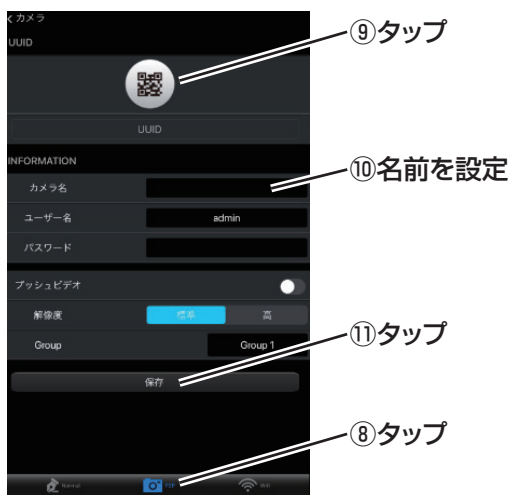 く カメラ
UUID
⑨タップ
UUID
INFORMATION
カメラ名
⑩名前を設定
ユーザー名 admin
パスワード
プッシュビデオ
解像度 標準 高
Group Group 1
⑪タップ
保存
⑧タップ
Normal P2P Wifi